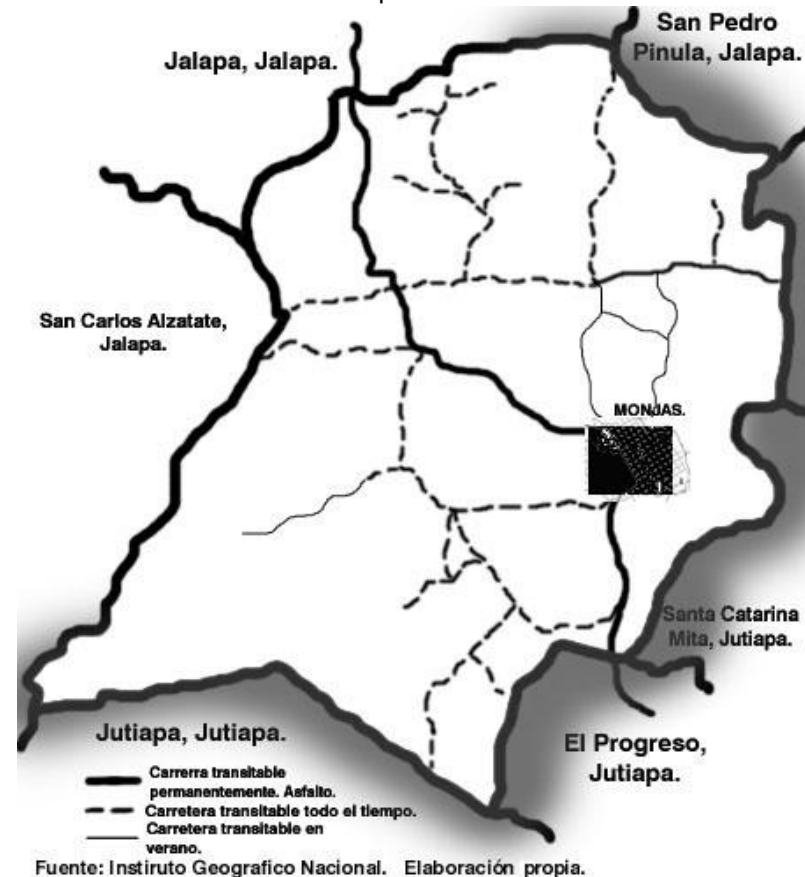 San Pedro
Pinula, Jalapa.
Jalapa, Jalapa.
San Carlos Alzatate,
Jalapa.
MONJAS.
Santa Catarina
Mita, Jutiapa.
Jutiapa, Jutiapa.
El Progreso,
Jutiapa.
Carrerra transitable
permanentemente. Asfalto.
Carretera transitable todo el tiempo.
Carretera transitable en
verano.
Fuente: Instiruto Geografico Nacional. Elaboración propia.